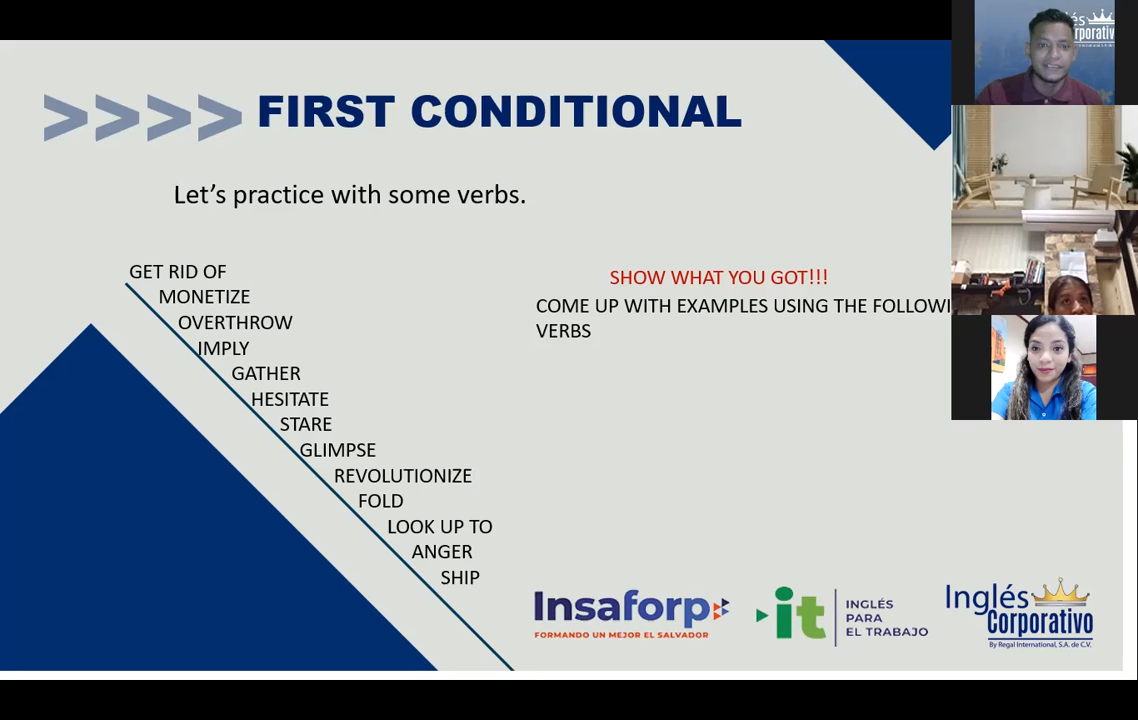 >>>> FIRST CONDITIONAL
Let's practice with some verbs.
GET RID OF
MONETIZE
OVERTHROW
IMPLY
GATHER
HESITATE
STARE
GLIMPSE
REVOLUTIONIZE
FOLD
LOOK UP TO
ANGER
SHIP
SHOW WHAT YOU GOT!!!
COME UP WITH EXAMPLES USING THE FOLLOWI
VERBS
Insaforp
FORMANDO UN MEJOR EL SALVADOR
it
INGLÉS
PARA
EL TRABAJO
Inglés
Corporativo
By Regal International, S.A. de C.V.